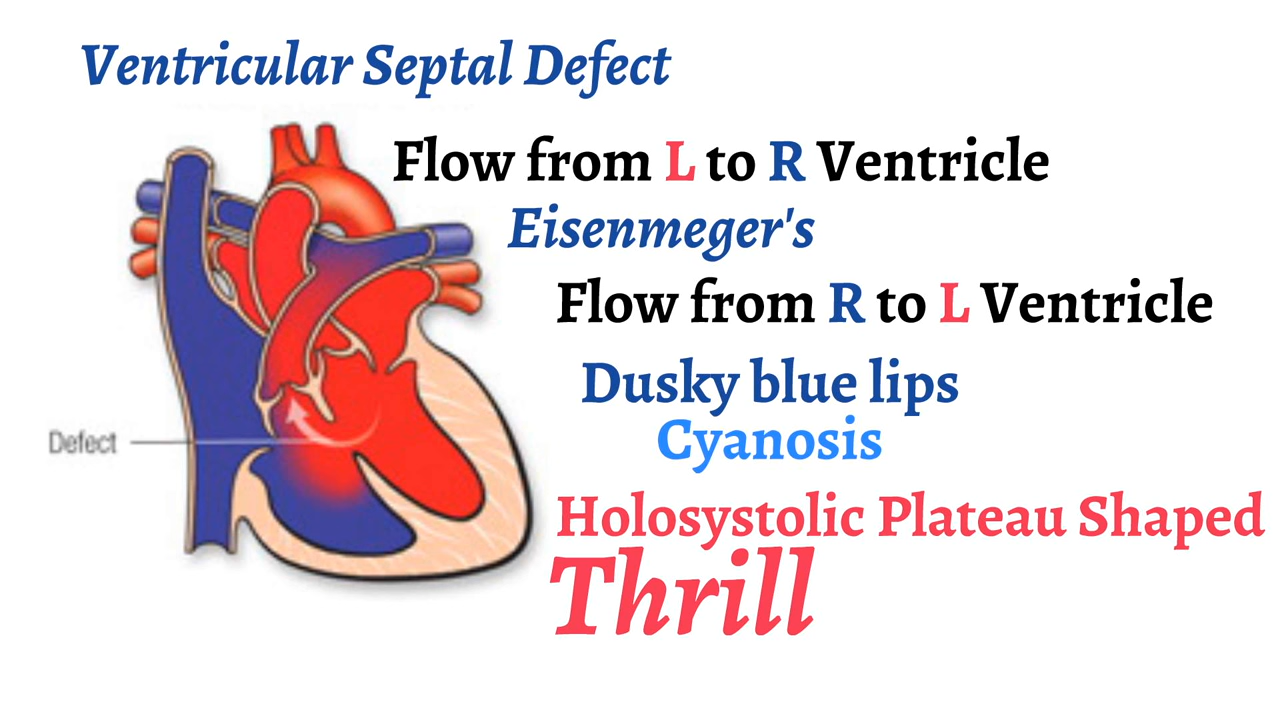 Ventricular Septal Defect
Flow from L to R Ventricle
Eisenmeger's
Flow from R to L Ventricle
Dusky blue lips
Cyanosis
Defect
Holosystolic Plateau Shaped
Thrill